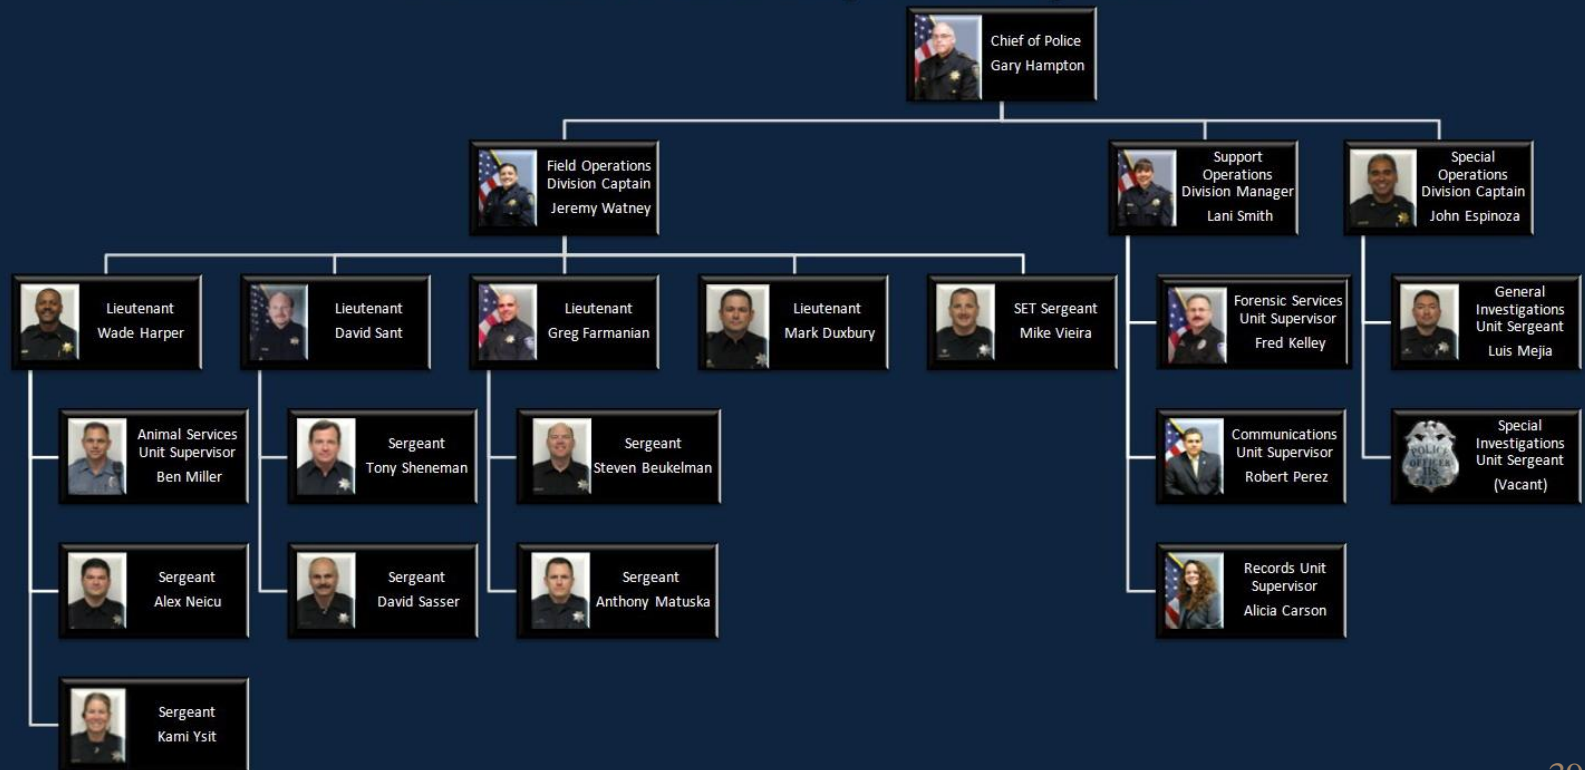 Chief of Police
Gary Hampton
Field Operations
Division Captain
Jeremy Watney
Support
Operations
Division Manager
Lani Smith
Special
Operations
Division Captain
John Espinoza
Lieutenant
Wade Harper
Lieutenant
David Sant
Lieutenant
Greg Farmanian
Lieutenant
Mark Duxbury
SET Sergeant
Mike Vieira
Forensic Services
Unit Supervisor
Fred Kelley
General
Investigations
Unit Sergeant
Luis Mejia
Animal Services
Unit Supervisor
Ben Miller
Sergeant
Tony Sheneman
Sergeant
Steven Beukelman
Communications
Unit Supervisor
Robert Perez
POLICE
OFFICER
Special
Investigations
Unit Sergeant
(Vacant)
Sergeant
Alex Neicu
Sergeant
David Sasser
Sergeant
Anthony Matuska
Records Unit
Supervisor
Alicia Carson
Sergeant
Kami Ysit